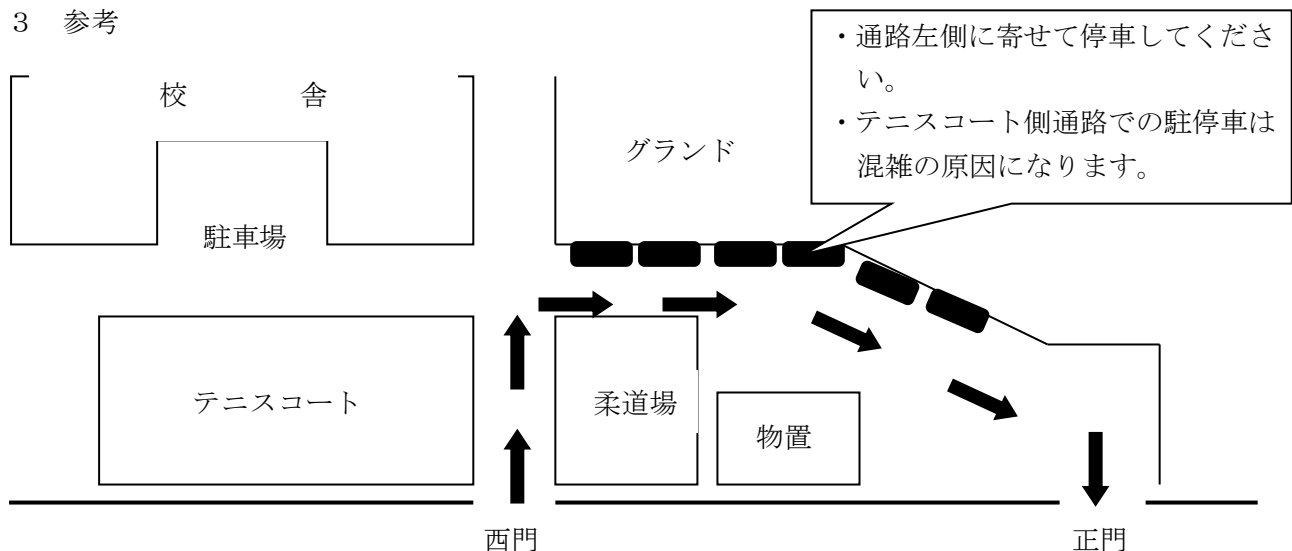 3　参考
・通路左側に寄せて停車してくださ
い。
・テニスコート側通路での駐停車は
混雑の原因になります。
校　　　　舎
グランド
駐車場
テニスコート
柔道場
物置
西門
正門